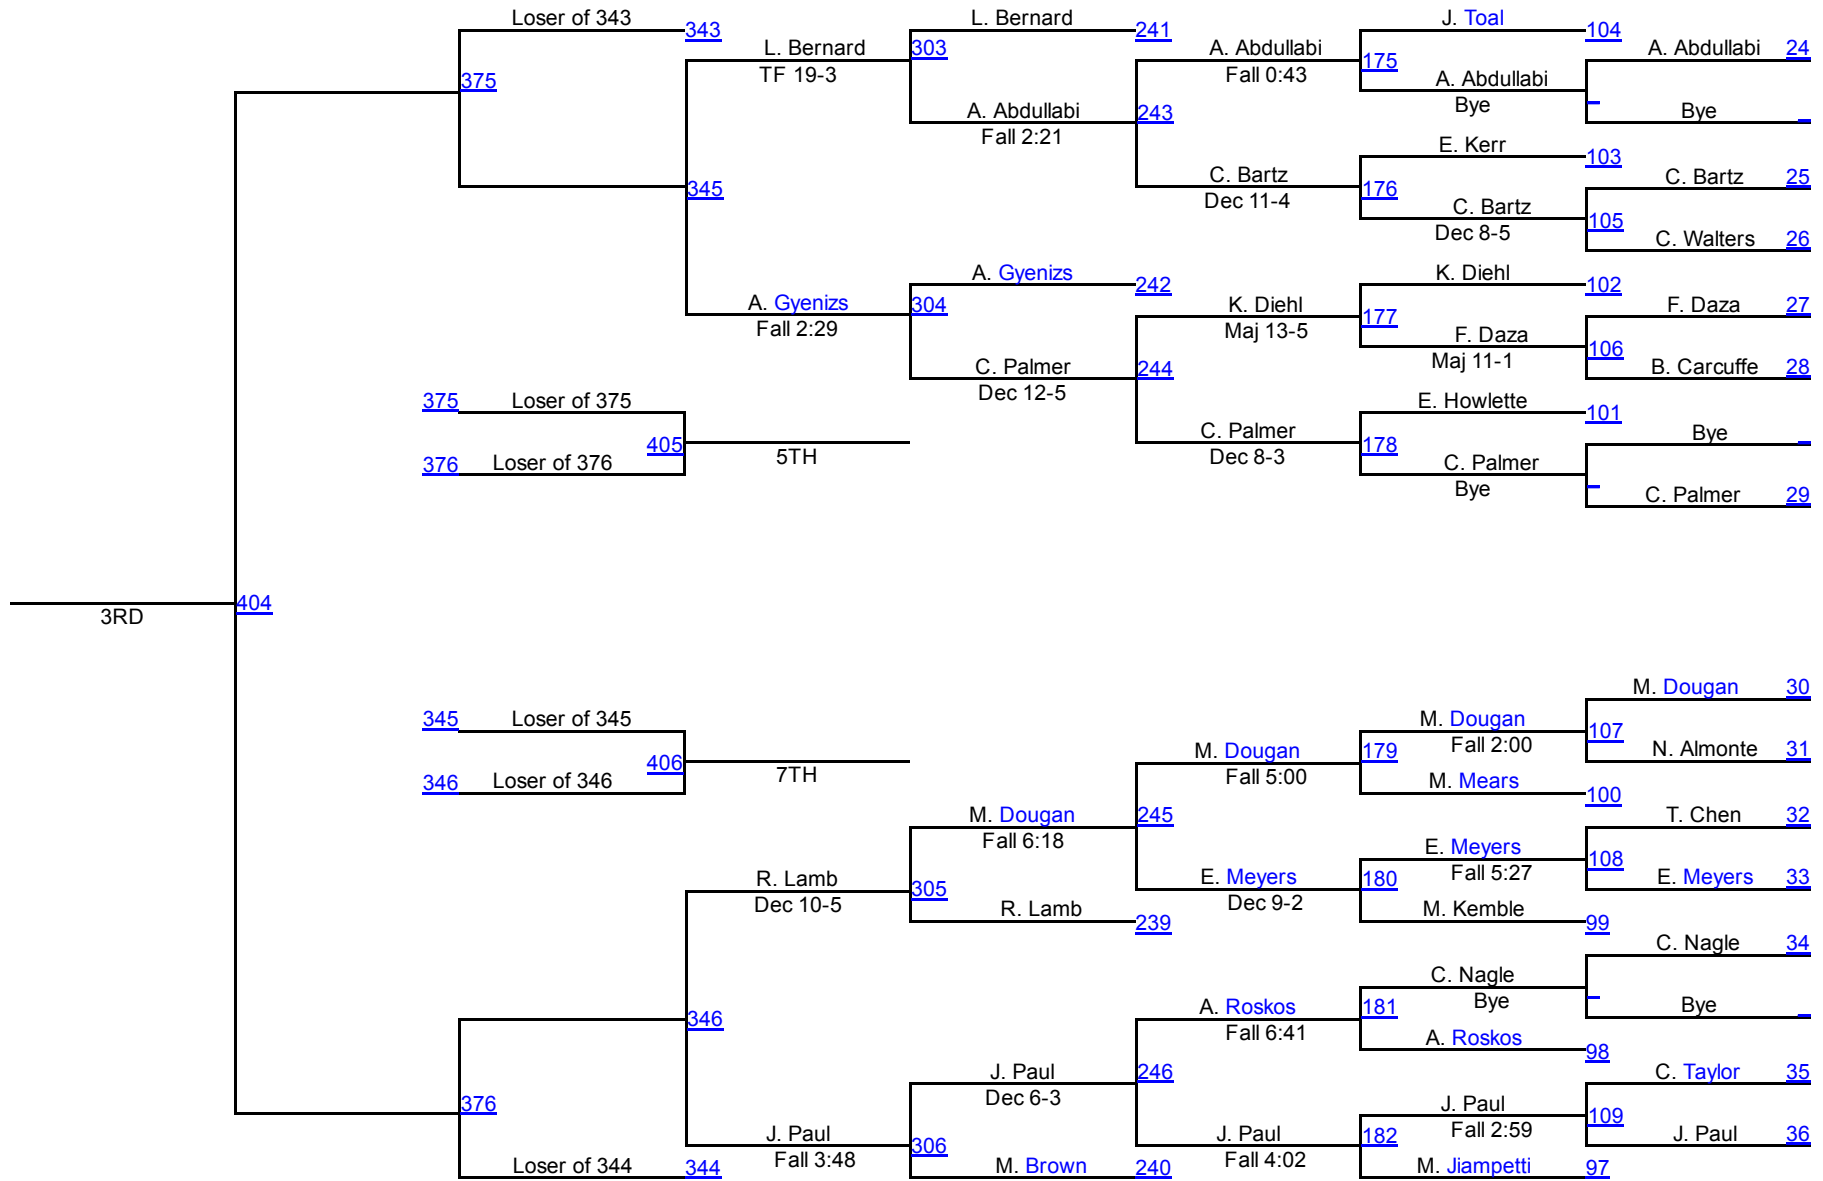 Loser of 343
343
L. Bernard
241
J. Toal
104
303
L. Bernard
TF 19-3
A. Abdullabi
Fall 0:43
175
A. Abdullabi
24
375
A. Abdullabi
Bye
A. Abdullabi
Fall 2:21
243
Bye
E. Kerr
103
345
C. Bartz
Dec 11-4
176
C. Bartz
25
C. Bartz
Dec 8-5
105
C. Walters
26
A. Gyenizs
242
K. Diehl
102
A. Gyenizs
Fall 2:29
304
K. Diehl
Maj 13-5
177
F. Daza
27
F. Daza
Maj 11-1
106
C. Palmer
Dec 12-5
244
B. Carcuffe
28
375
Loser of 375
E. Howlette
101
405
5TH
C. Palmer
Dec 8-3
178
Bye
376
Loser of 376
C. Palmer
Bye
C. Palmer
29
3RD
404
M. Dougan
30
345
Loser of 345
M. Dougan
Fall 2:00
107
406
7TH
M. Dougan
Fall 5:00
179
N. Almonte
31
346
Loser of 346
M. Mears
100
M. Dougan
Fall 6:18
245
T. Chen
32
E. Meyers
Fall 5:27
108
R. Lamb
Dec 10-5
305
E. Meyers
Dec 9-2
180
E. Meyers
33
R. Lamb
239
M. Kemble
99
C. Nagle
34
C. Nagle
Bye
346
A. Roskos
Fall 6:41
181
Bye
A. Roskos
98
J. Paul
Dec 6-3
246
C. Taylor
35
376
J. Paul
Fall 2:59
109
J. Paul
Fall 3:48
306
J. Paul
Fall 4:02
182
J. Paul
36
Loser of 344
344
M. Brown
240
M. Jiampetti
97